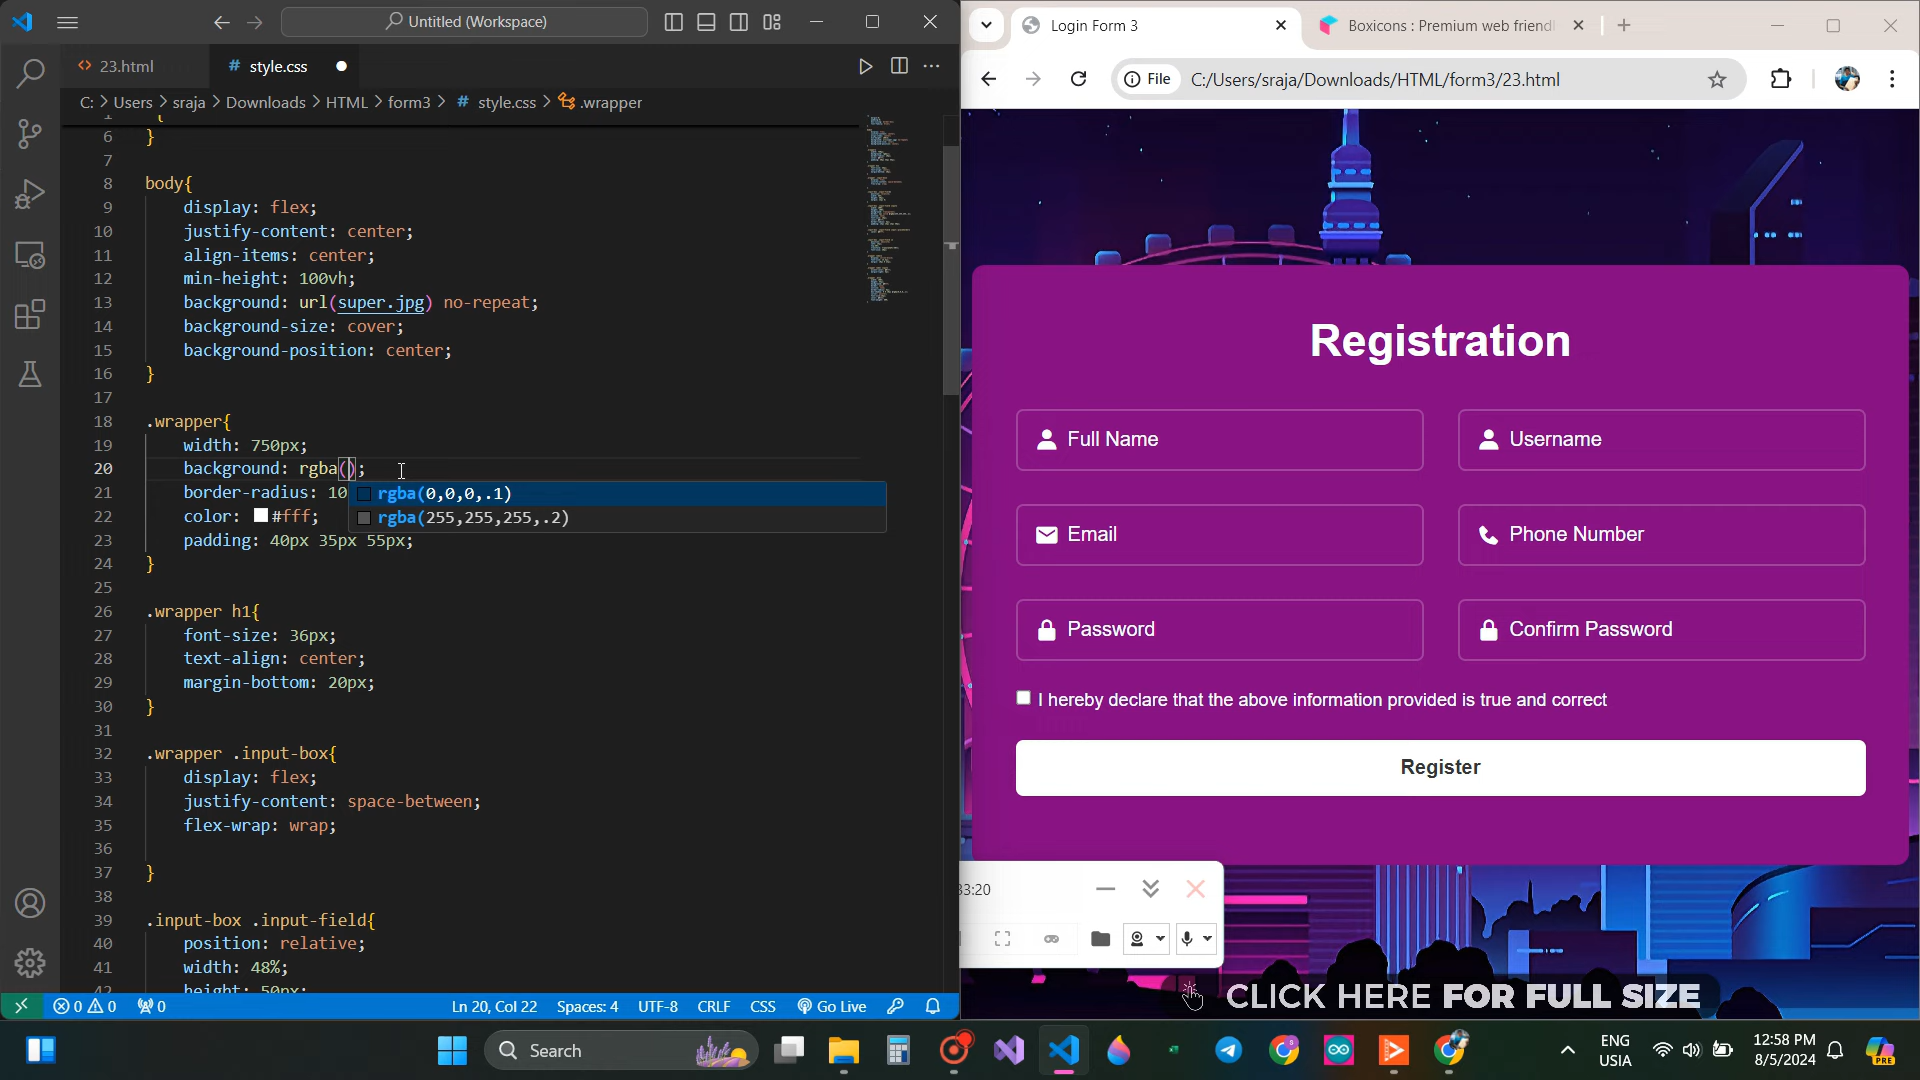 Untitled (Workspace)
23.html
# style.css
C: > Users > sraja > Downloads > HTML > form3 > # style.css > .wrapper
6 }
7
8 body{
9 display: flex;
10 justify-content: center;
11 align-items: center;
12 min-height: 100vh;
13 background: url(super.jpg) no-repeat;
14 background-size: cover;
15 background-position: center;
16 }
17
18 .wrapper{
19 width: 750px;
20 background: rgba();
21 border-radius: 10
rgba(0,0,0,.1)
22 color: #fff;
rgba(255,255,255,.2)
23 padding: 40px 35px 55px;
24 }
25
26 .wrapper h1{
27 font-size: 36px;
28 text-align: center;
29 margin-bottom: 20px;
30 }
31
32 .wrapper .input-box{
33 display: flex;
34 justify-content: space-between;
35 flex-wrap: wrap;
36
37 }
38
39 .input-box .input-field{
40 position: relative;
41 width: 48%;
42 height: 50px;
0 0 0
Ln 20, Col 22 Spaces: 4 UTF-8 CRLF CSS Go Live
Login Form 3
Boxicons : Premium web friendl
File C:/Users/sraja/Downloads/HTML/form3/23.html
Registration
Full Name
Username
Email
Phone Number
Password
Confirm Password
I hereby declare that the above information provided is true and correct
Register
33:20
CLICK HERE FOR FULL SIZE
Search
ENG
USIA
12:58 PM
8/5/2024
PRE